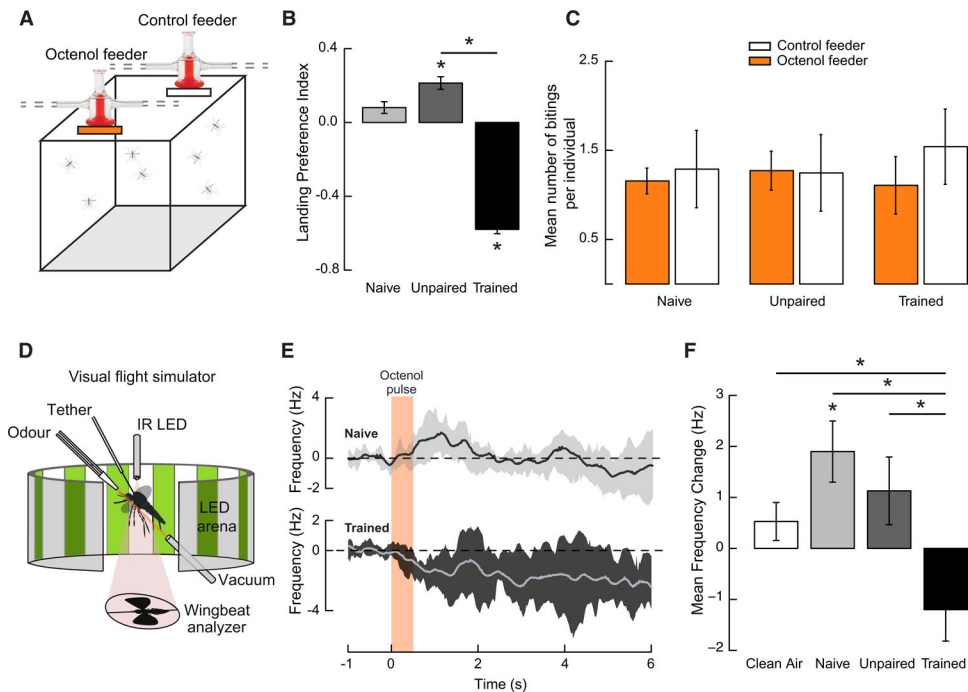 A
Control feeder
Octenol feeder
B
Landing Preference Index
0.4
0.0
-0.4
-0.8
*
*
*
Naive
Unpaired
Trained
C
Control feeder
Octenol feeder
Mean number of bitings
per individual
2.5
1.5
0.5
Naive
Unpaired
Trained
D
Visual flight simulator
Tether
IR LED
Odour
LED
arena
Vacuum
Wingbeat
analyzer
E
Octenol
pulse
Frequency (Hz)
4
2
0
-2
Naive
Frequency (Hz)
2
0
-4
Trained
-1
0
2
4
6
Time (s)
F
Mean Frequency Change (Hz)
3
2
1
0
−1
−2
*
*
*
*
Clean Air
Naive
Unpaired
Trained